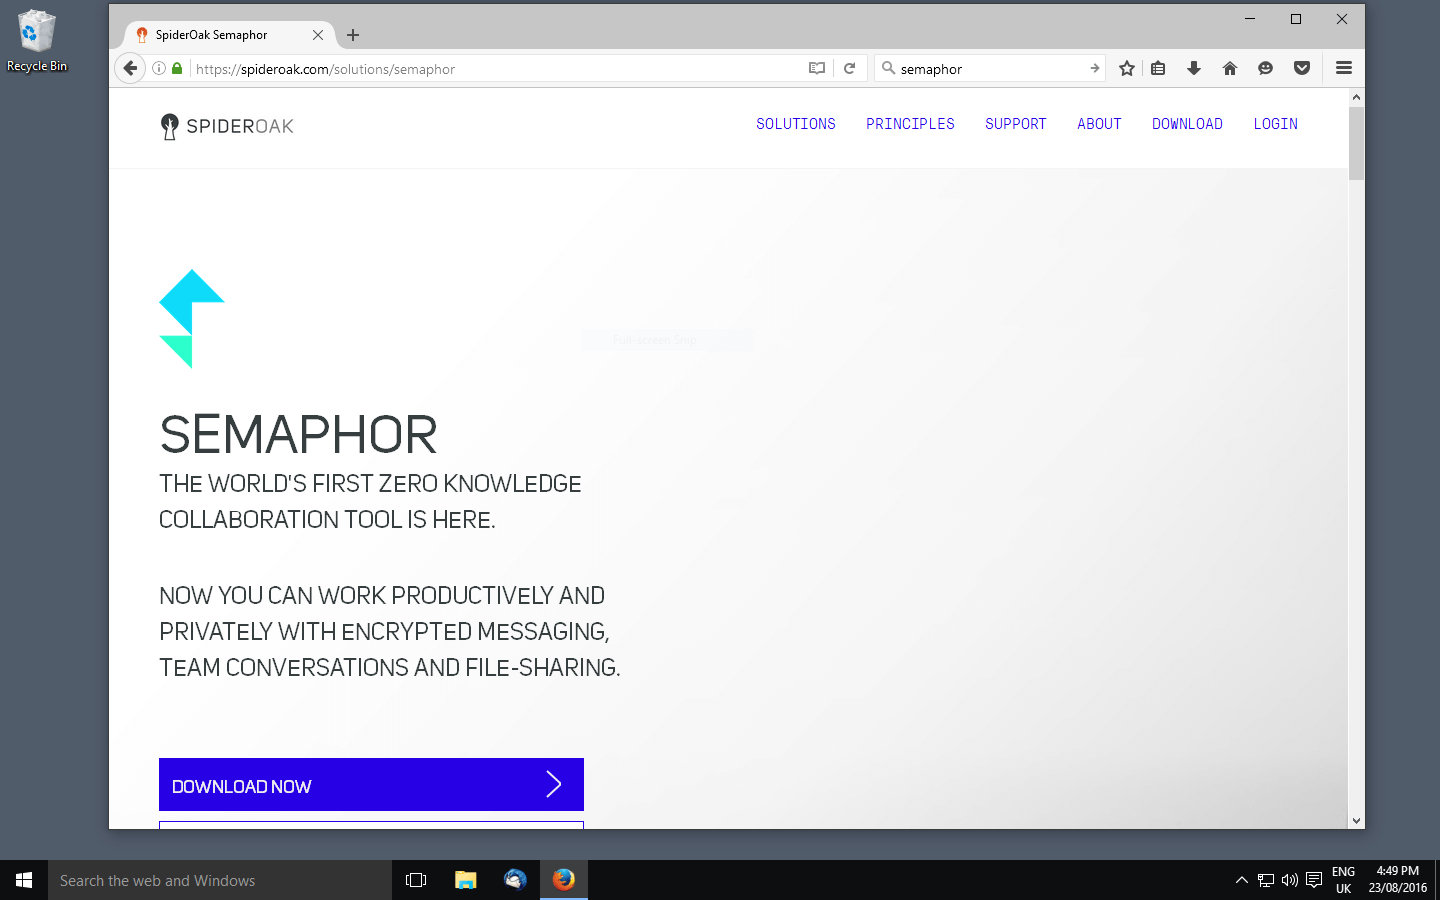 Recycle Bin
SpiderOak Semaphor
https://spideroak.com/solutions/semaphor
semaphor
SPIDEROAK
SOLUTIONS
PRINCIPLES
SUPPORT
ABOUT
DOWNLOAD
LOGIN
Full-screen Snip
SEMAPHOR
THE WORLD'S FIRST ZERO KNOWLEDGE
COLLABORATION TOOL IS HERE.
NOW YOU CAN WORK PRODUCTIVELY AND
PRIVATELY WITH ENCRYPTED MESSAGING,
TEAM CONVERSATIONS AND FILE-SHARING.
DOWNLOAD NOW
Search the web and Windows
ENG
UK
4:49 PM
23/08/2016